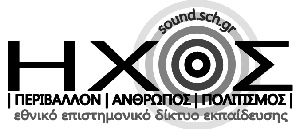 sound.sch.gr
ΗΧΟΣ
| ΠΕΡΙΒΑΛΛΟΝ | ΑΝΘΡΩΠΟΣ | ΠΟΛΙΤΙΣΜΟΣ |
εθνικό επιστημονικό δίκτυο εκπαίδευσης